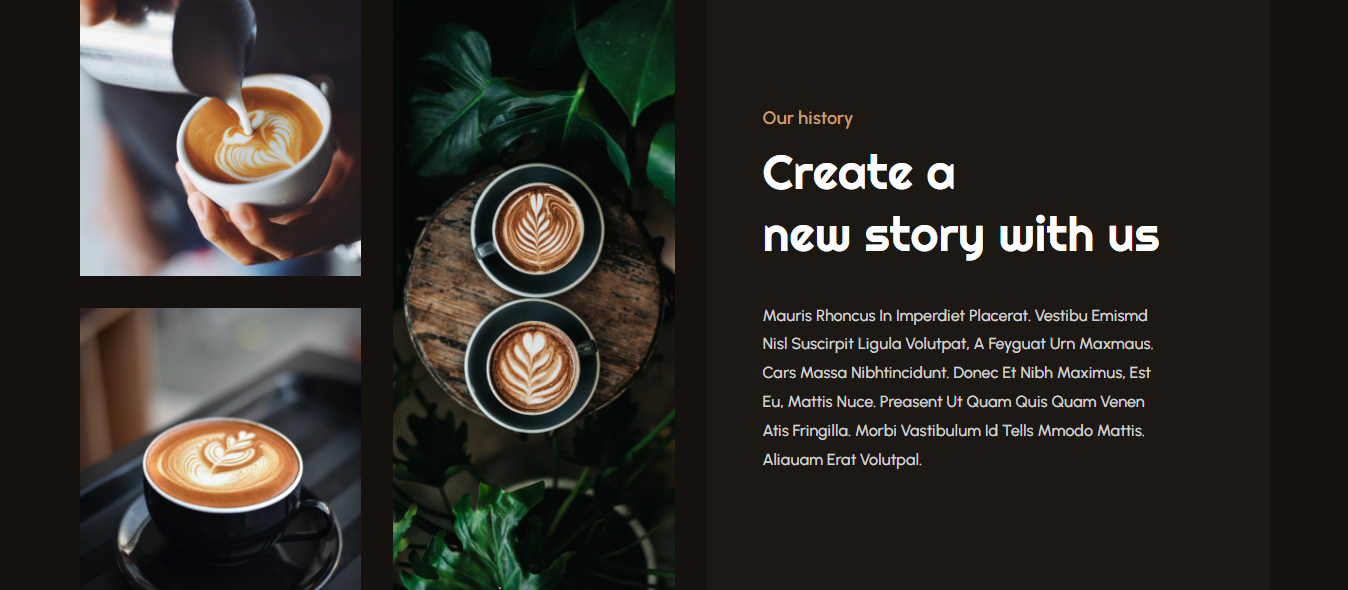 Our history
Create a
new story with us
Mauris Rhoncus In Imperdiet Placerat. Vestibu Emismd
Nisl Suscirpit Ligula Volutpat, A Feyguat Urn Maxmaus.
Cars Massa Nibhtincidunt. Donec Et Nibh Maximus, Est
Eu, Mattis Nuce. Preasent Ut Quam Quis Quam Venen
Atis Fringilla. Morbi Vastibulum Id Tells Mmodo Mattis.
Aliauam Erat Volutpal.